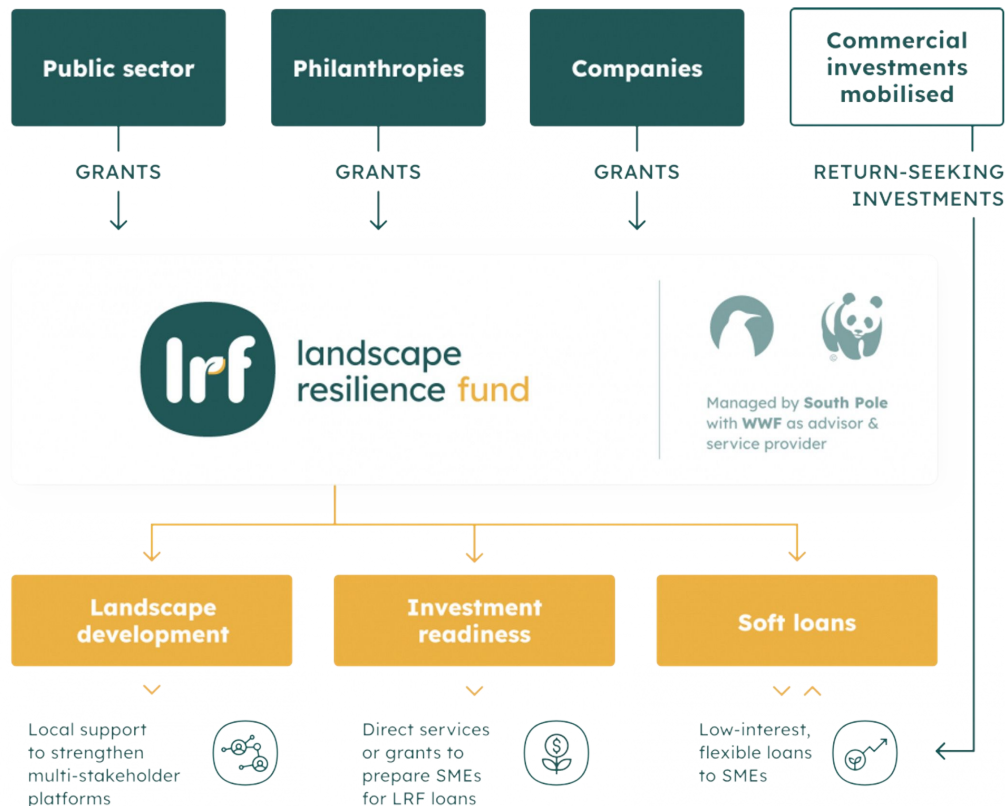 Public sector
Philanthropies
Companies
Commercial
investments
mobilised
GRANTS
GRANTS
GRANTS
RETURN-SEEKING
INVESTMENTS
lrf
landscape
resilience fund
©
Managed by South Pole
with WWF as advisor &
service provider
Landscape
development
Investment
readiness
Soft loans
Local support
to strengthen
multi-stakeholder
platforms
Direct services
or grants to
prepare SMEs
for LRF loans
$
Low-interest,
flexible loans
to SMEs